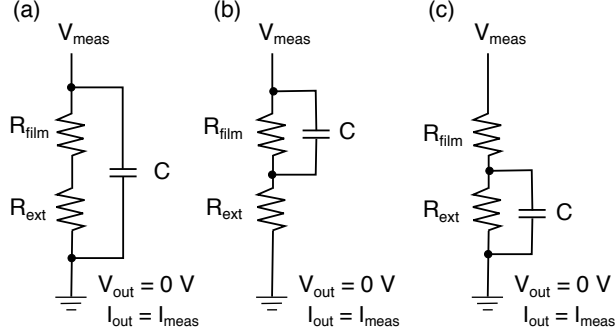 (a)
V_meas
R_film
R_ext
C
V_out = 0 V
I_out = I_meas
(b)
V_meas
R_film
C
R_ext
V_out = 0 V
I_out = I_meas
(c)
V_meas
R_film
R_ext
C
V_out = 0 V
I_out = I_meas